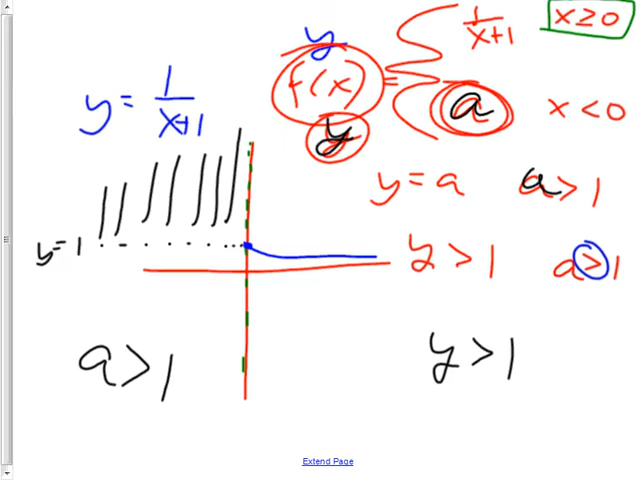 y
f(x) = { 1/(x+1) x ≥ 0
a x < 0
y
y = 1/(x+1)
y = a a > 1
y = 1
y > 1 a > 1
a > 1
y > 1
Extend Page